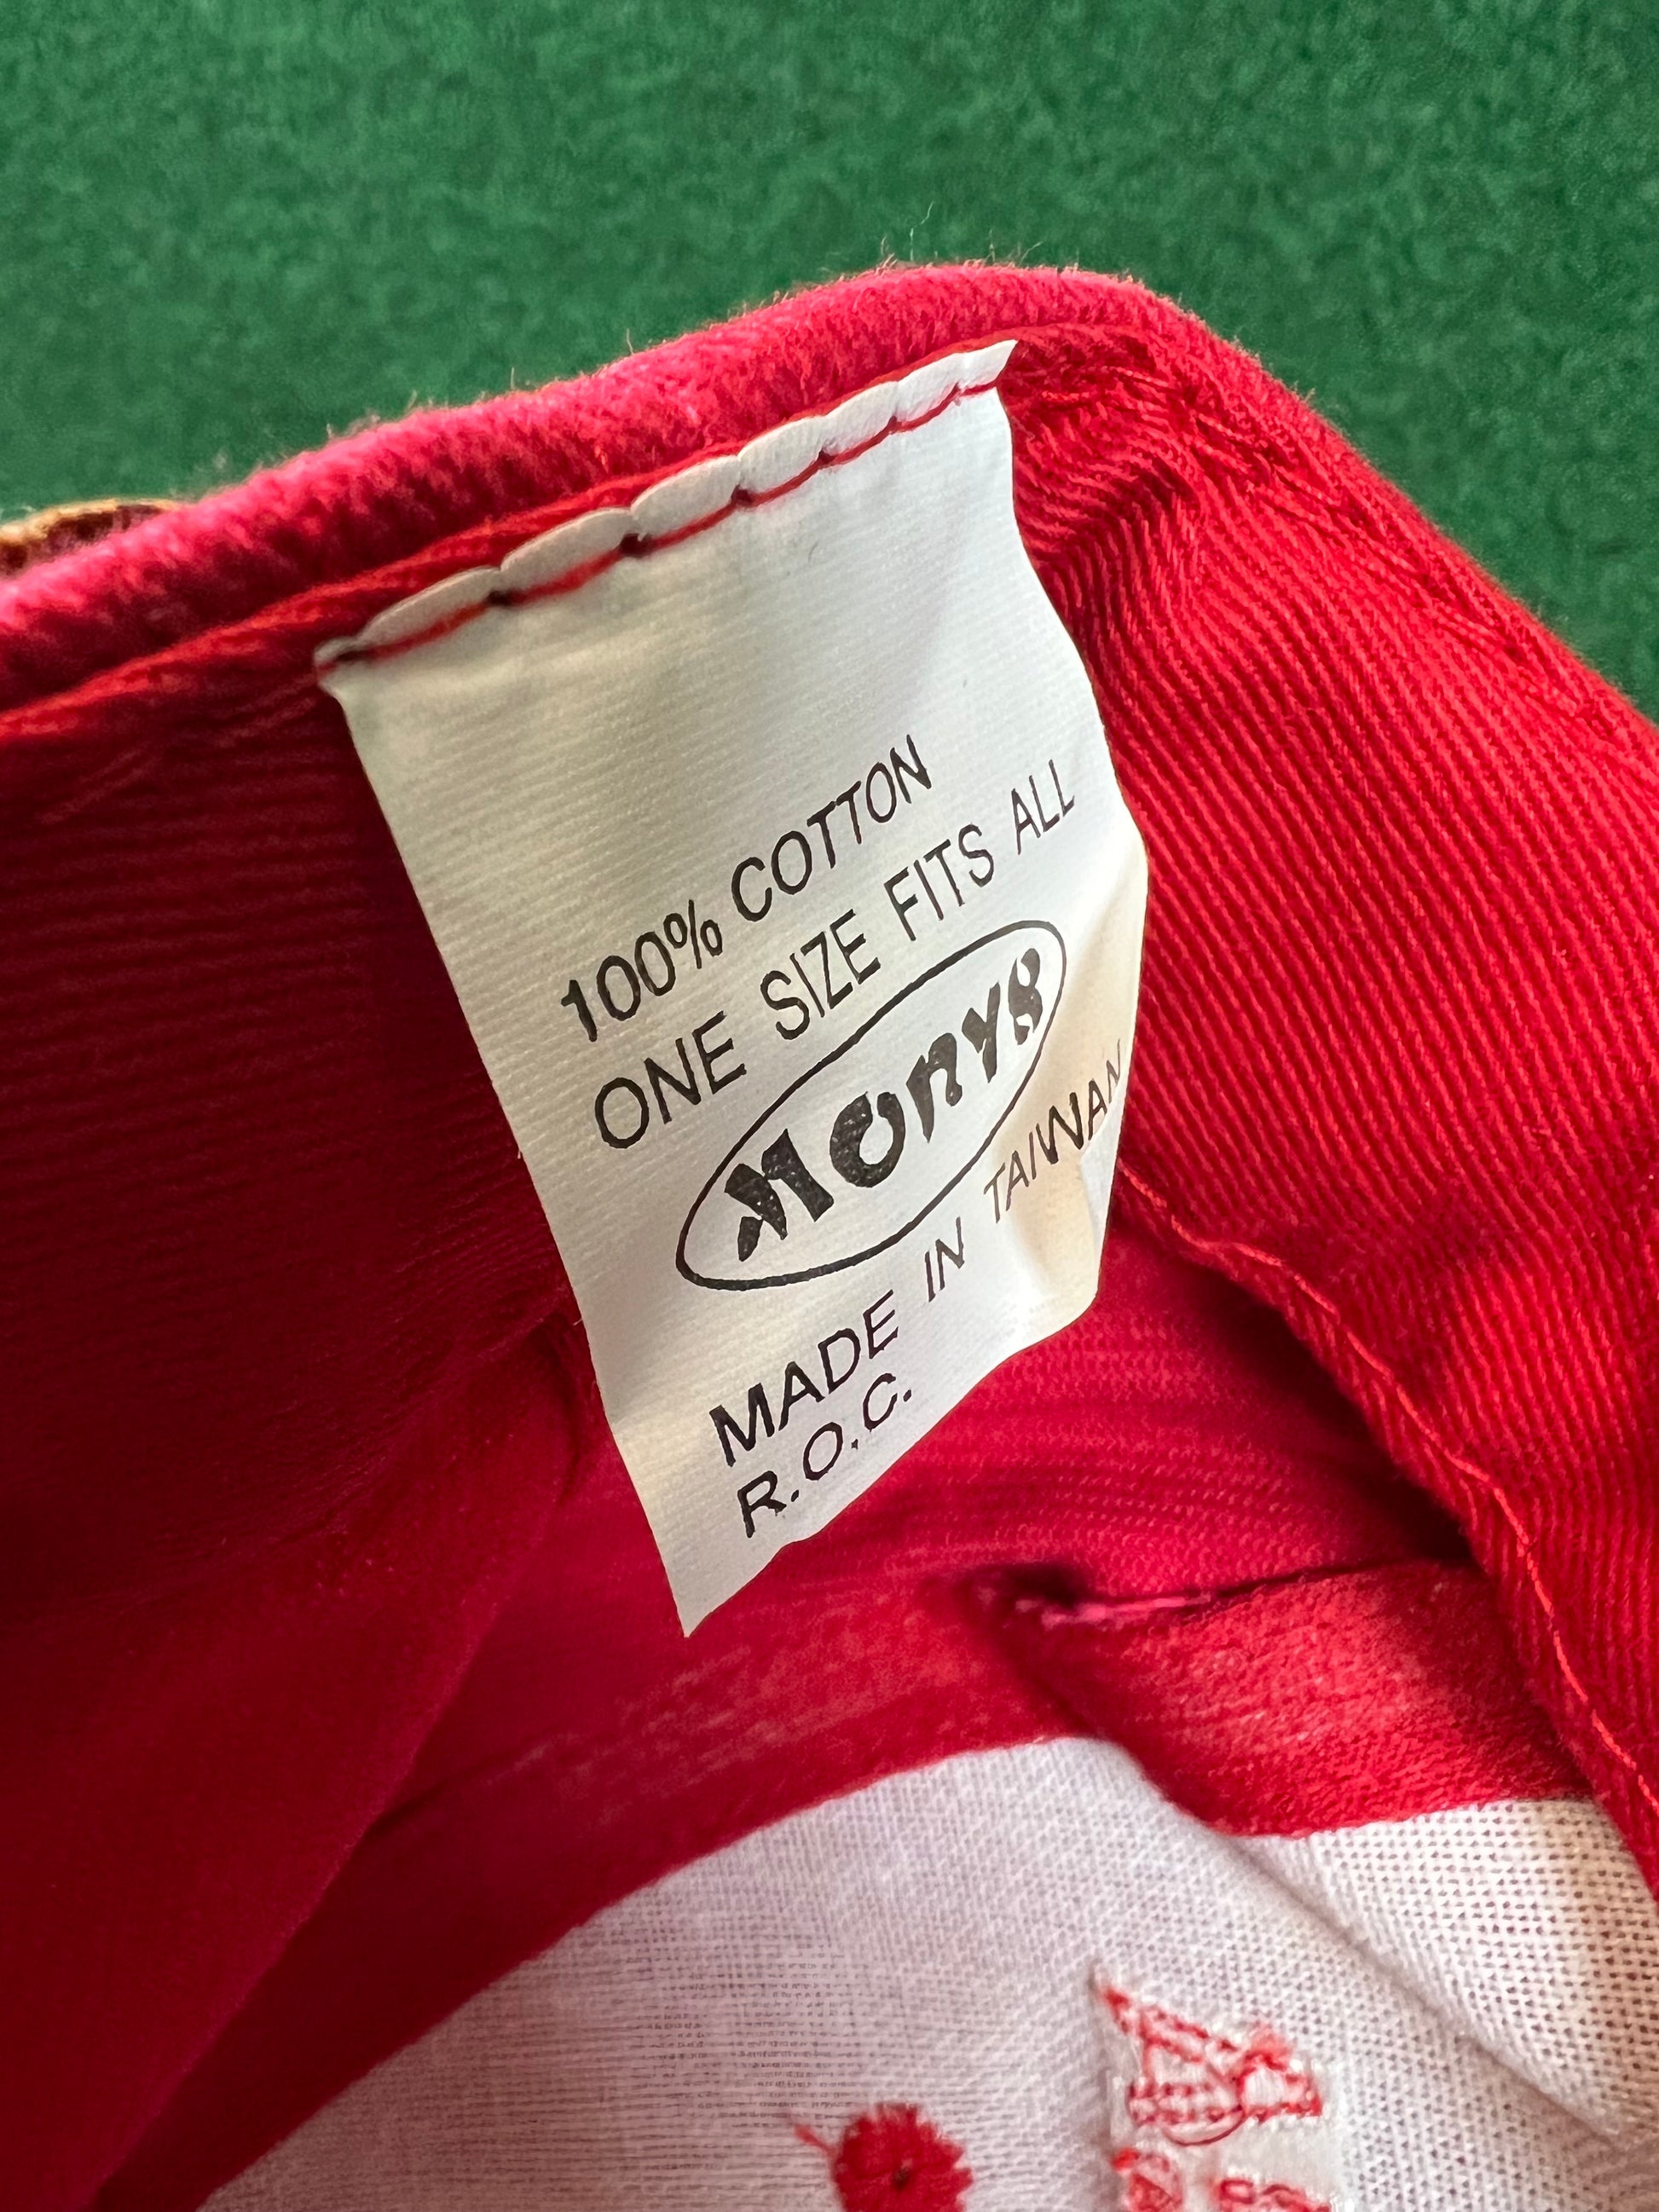 100% COTTON
ONE SIZE FITS ALL
MONYS
MADE IN TAIWAN
R.O.C.